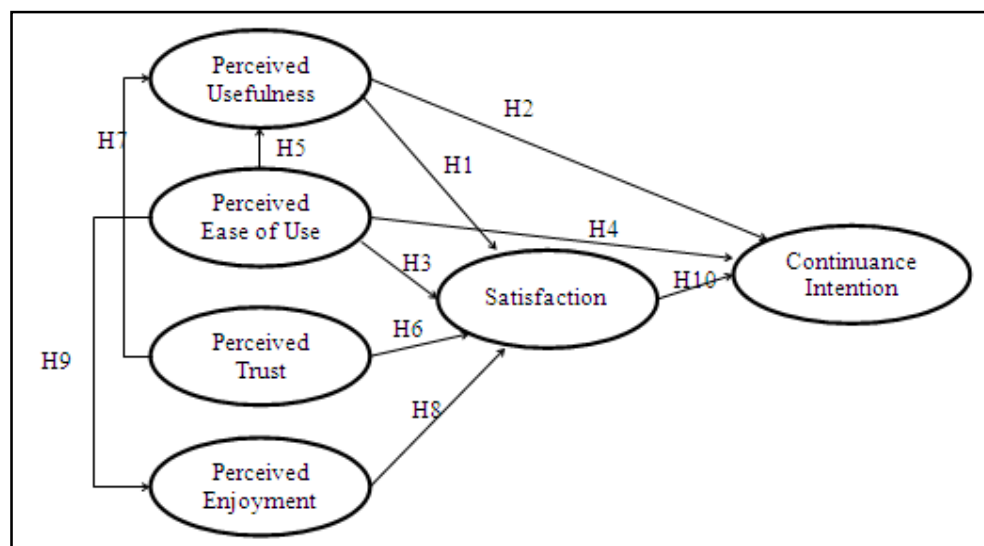 Perceived
Usefulness
H2
H7
H5
H1
Perceived
Ease of Use
H4
H3
Continuance
Intention
Satisfaction
H10
H6
Perceived
Trust
H9
H8
Perceived
Enjoyment